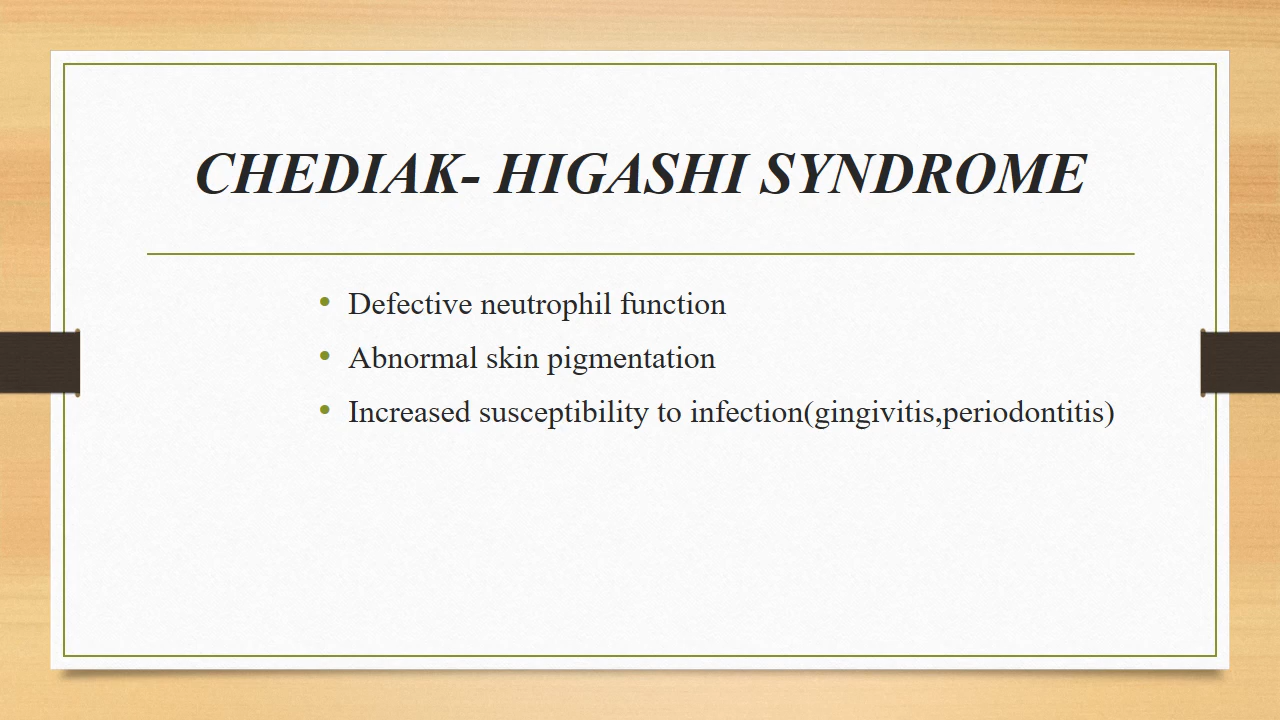 CHEDIAK- HIGASHI SYNDROME
• Defective neutrophil function
• Abnormal skin pigmentation
• Increased susceptibility to infection(gingivitis,periodontitis)